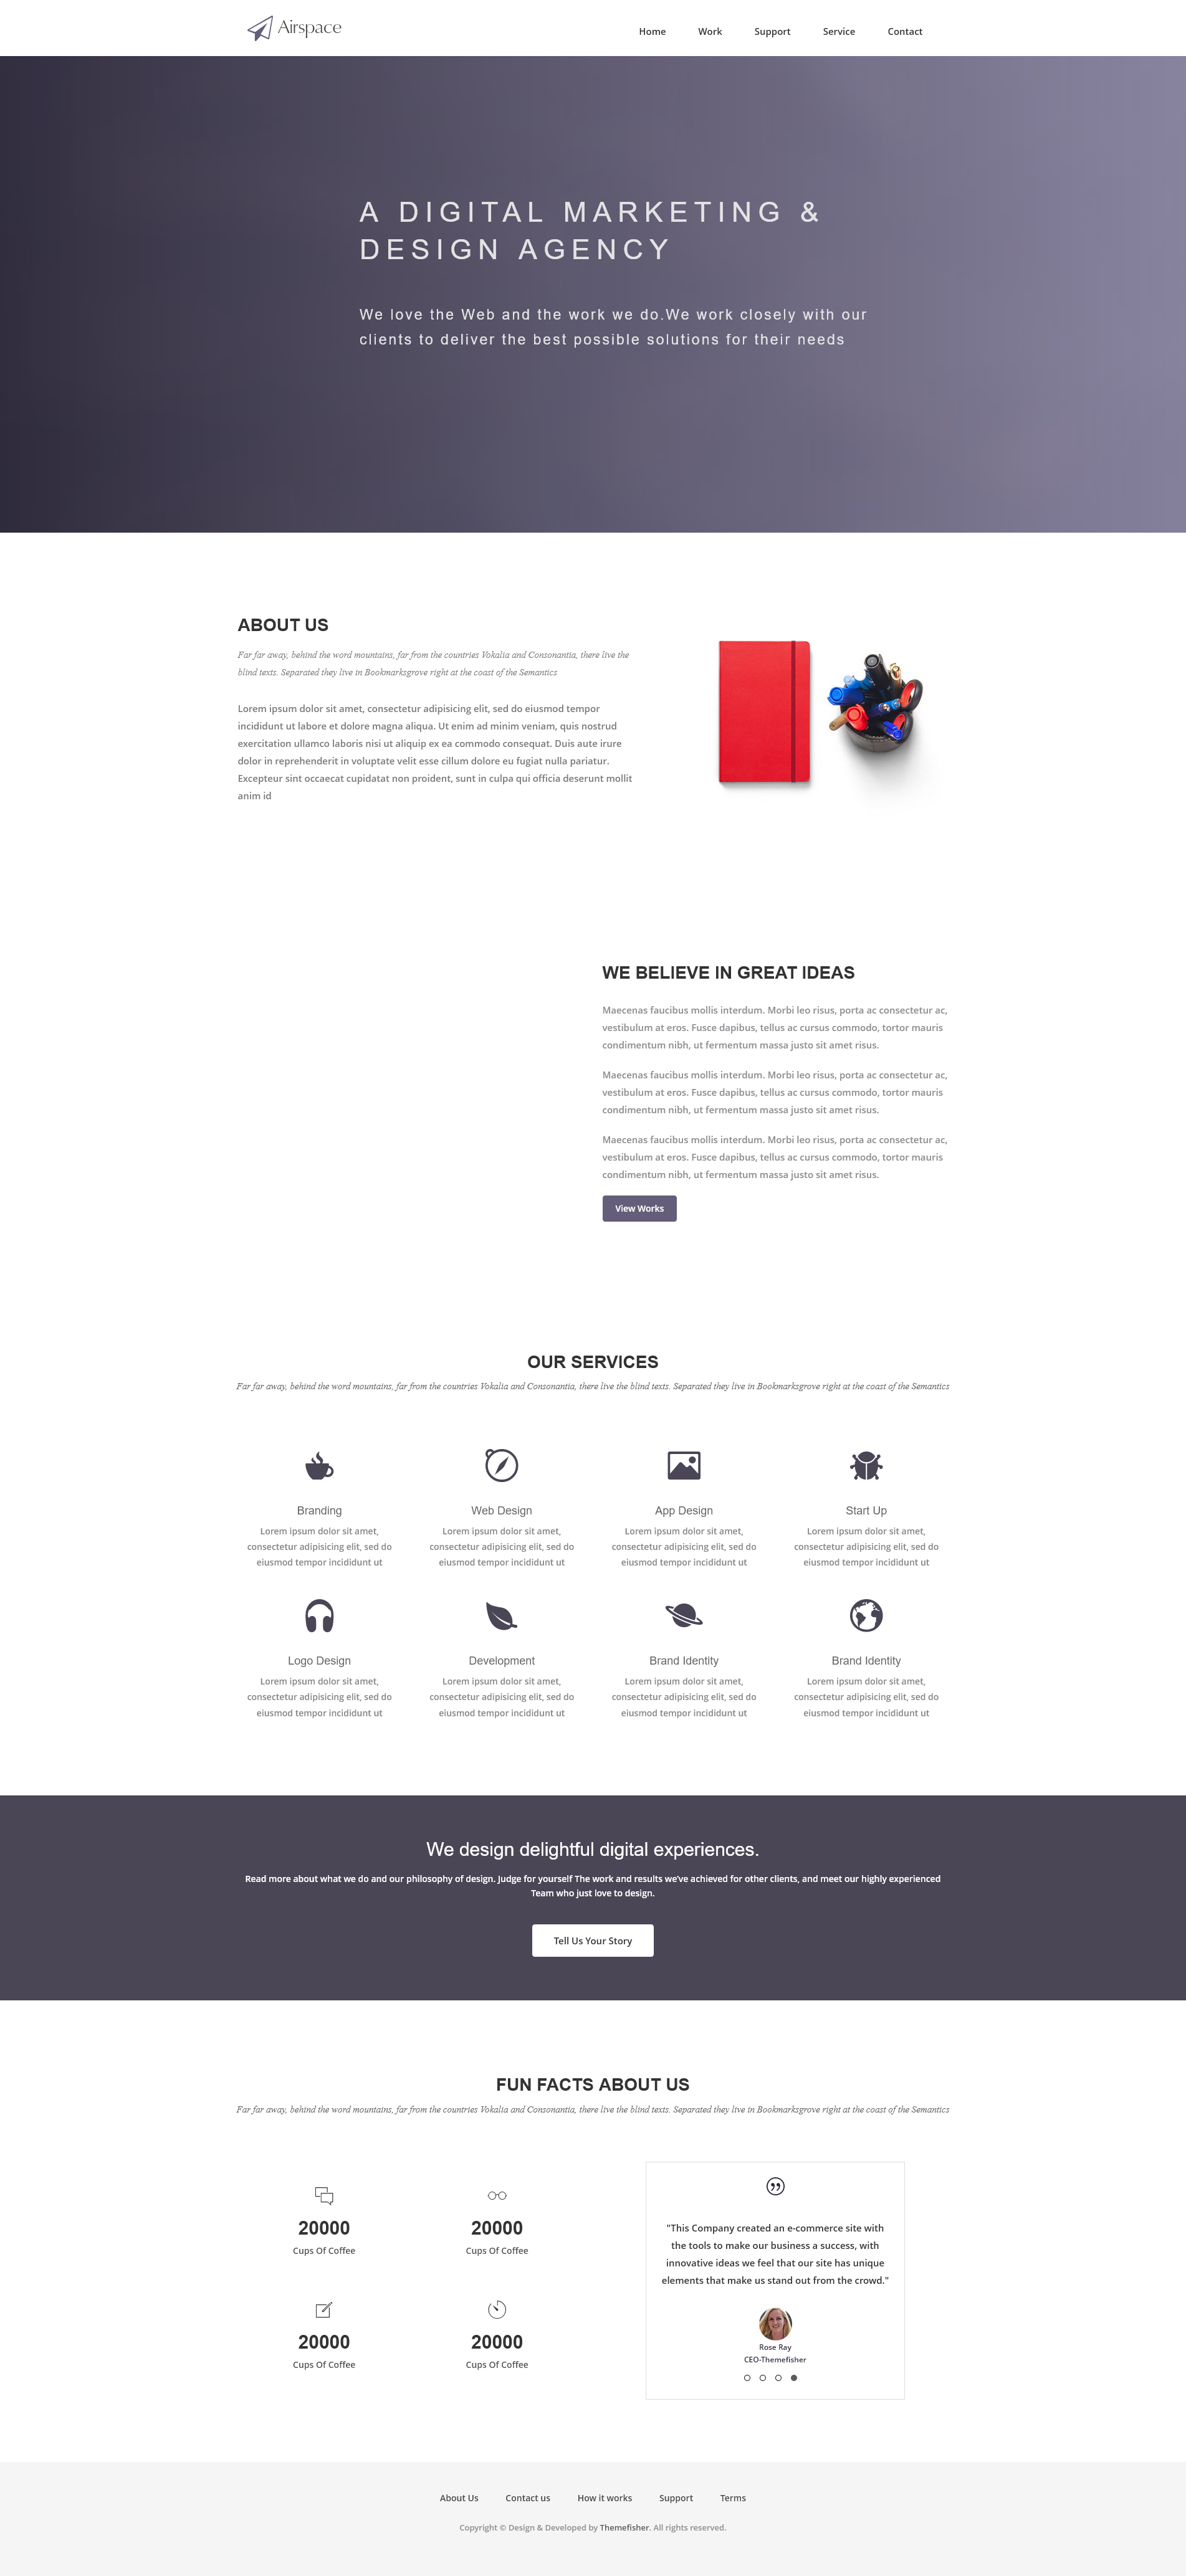 Airspace
Home Work Support Service Contact
A DIGITAL MARKETING &
DESIGN AGENCY
We love the Web and the work we do.We work closely with our
clients to deliver the best possible solutions for their needs
ABOUT US
Far far away, behind the word mountains, far from the countries Vokalia and Consonantia, there live the
blind texts. Separated they live in Bookmarksgrove right at the coast of the Semantics
Lorem ipsum dolor sit amet, consectetur adipisicing elit, sed do eiusmod tempor
incididunt ut labore et dolore magna aliqua. Ut enim ad minim veniam, quis nostrud
exercitation ullamco laboris nisi ut aliquip ex ea commodo consequat. Duis aute irure
dolor in reprehenderit in voluptate velit esse cillum dolore eu fugiat nulla pariatur.
Excepteur sint occaecat cupidatat non proident, sunt in culpa qui officia deserunt mollit
anim id
WE BELIEVE IN GREAT IDEAS
Maecenas faucibus mollis interdum. Morbi leo risus, porta ac consectetur ac,
vestibulum at eros. Fusce dapibus, tellus ac cursus commodo, tortor mauris
condimentum nibh, ut fermentum massa justo sit amet risus.
Maecenas faucibus mollis interdum. Morbi leo risus, porta ac consectetur ac,
vestibulum at eros. Fusce dapibus, tellus ac cursus commodo, tortor mauris
condimentum nibh, ut fermentum massa justo sit amet risus.
Maecenas faucibus mollis interdum. Morbi leo risus, porta ac consectetur ac,
vestibulum at eros. Fusce dapibus, tellus ac cursus commodo, tortor mauris
condimentum nibh, ut fermentum massa justo sit amet risus.
View Works
OUR SERVICES
Far far away, behind the word mountains, far from the countries Vokalia and Consonantia, there live the blind texts. Separated they live in Bookmarksgrove right at the coast of the Semantics
Branding
Lorem ipsum dolor sit amet,
consectetur adipisicing elit, sed do
eiusmod tempor incididunt ut
Web Design
Lorem ipsum dolor sit amet,
consectetur adipisicing elit, sed do
eiusmod tempor incididunt ut
App Design
Lorem ipsum dolor sit amet,
consectetur adipisicing elit, sed do
eiusmod tempor incididunt ut
Start Up
Lorem ipsum dolor sit amet,
consectetur adipisicing elit, sed do
eiusmod tempor incididunt ut
Logo Design
Lorem ipsum dolor sit amet,
consectetur adipisicing elit, sed do
eiusmod tempor incididunt ut
Development
Lorem ipsum dolor sit amet,
consectetur adipisicing elit, sed do
eiusmod tempor incididunt ut
Brand Identity
Lorem ipsum dolor sit amet,
consectetur adipisicing elit, sed do
eiusmod tempor incididunt ut
Brand Identity
Lorem ipsum dolor sit amet,
consectetur adipisicing elit, sed do
eiusmod tempor incididunt ut
We design delightful digital experiences.
Read more about what we do and our philosophy of design. Judge for yourself The work and results we've achieved for other clients, and meet our highly experienced
Team who just love to design.
Tell Us Your Story
FUN FACTS ABOUT US
Far far away, behind the word mountains, far from the countries Vokalia and Consonantia, there live the blind texts. Separated they live in Bookmarksgrove right at the coast of the Semantics
20000
Cups Of Coffee
20000
Cups Of Coffee
20000
Cups Of Coffee
20000
Cups Of Coffee
"This Company created an e-commerce site with
the tools to make our business a success, with
innovative ideas we feel that our site has unique
elements that make us stand out from the crowd."
Rose Ray
CEO-Themefisher
About Us Contact us How it works Support Terms
Copyright © Design & Developed by Themefisher. All rights reserved.